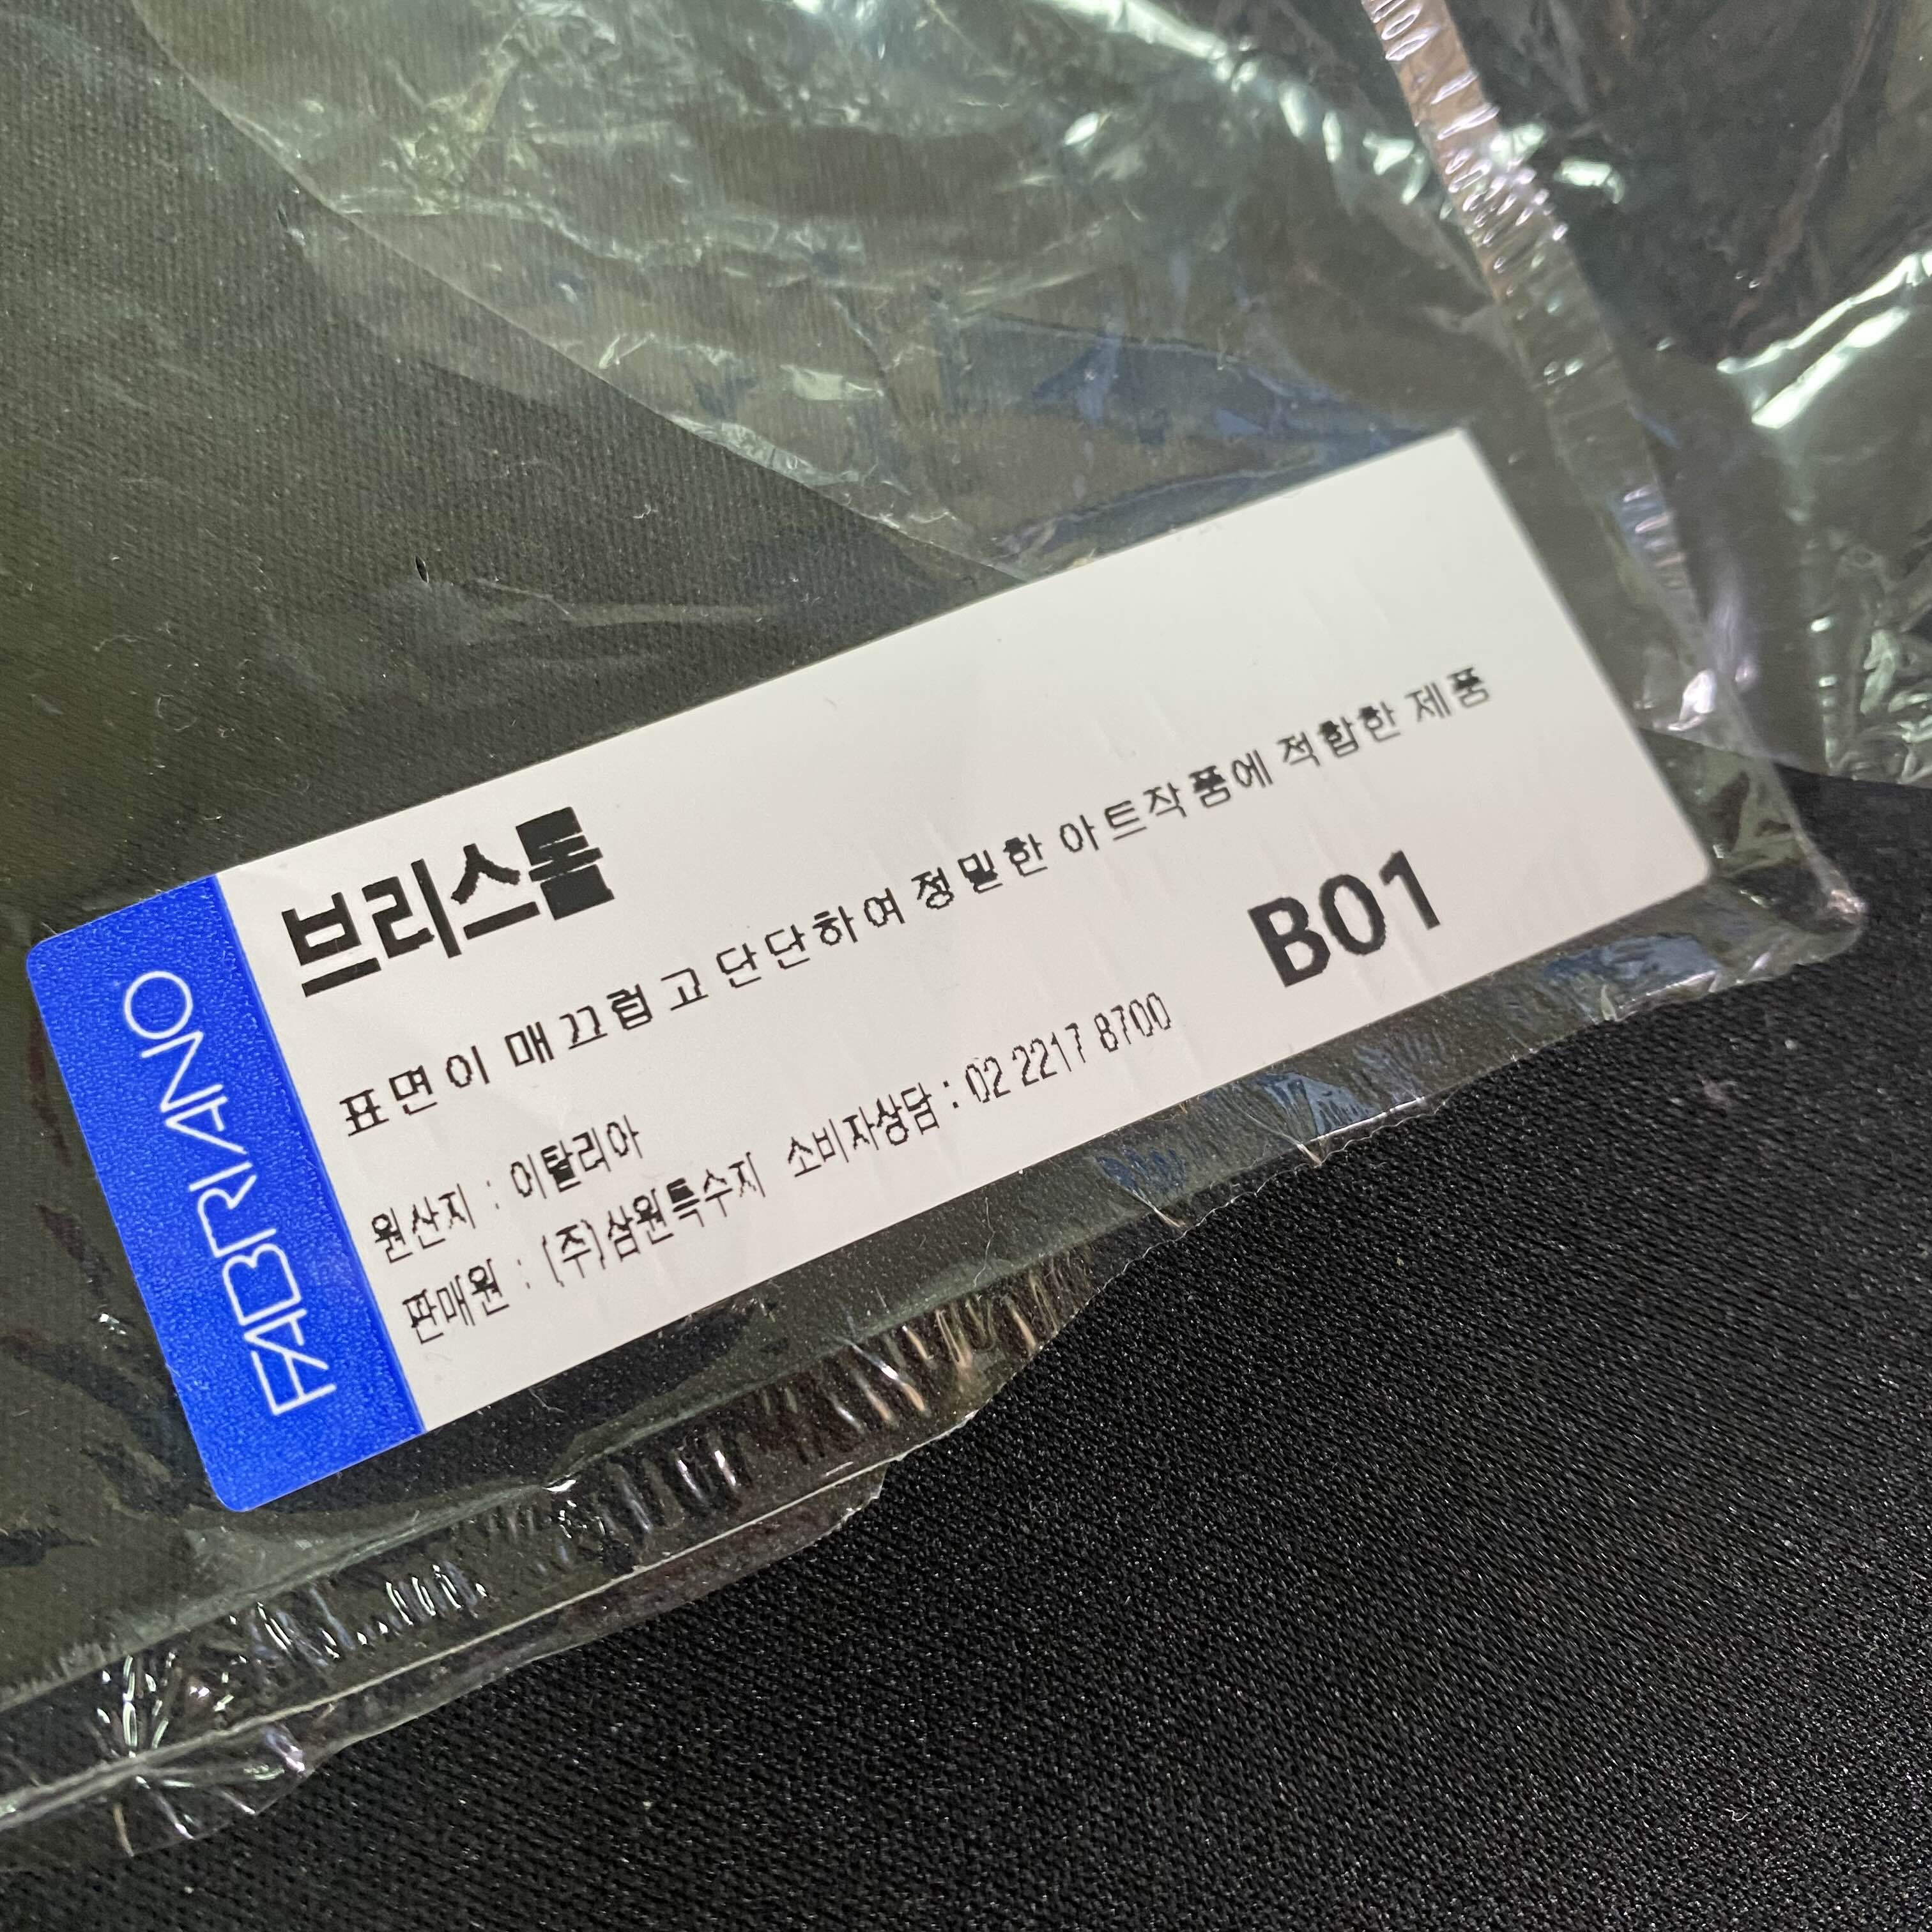 FABRIANO
브리스톨
표면이 매끄럽고 단단하여 정밀한 아트작품에 적합한 제품
원산지 : 이탈리아
판매원 : (주)삼원특수지 소비자상담 : 02 2217 8700
B01